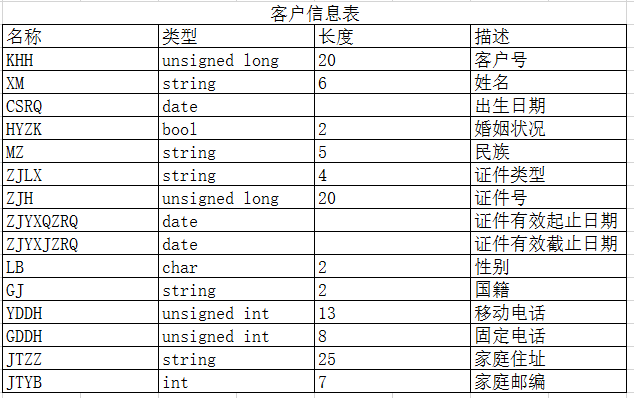 客户信息表
名称 类型 长度 描述
KHH unsigned long 20 客户号
XM string 6 姓名
CSRQ date 出生日期
HYZK bool 2 婚姻状况
MZ string 5 民族
ZJLX string 4 证件类型
ZJH unsigned long 20 证件号
ZJYXQZRQ date 证件有效起止日期
ZJYXJZRQ date 证件有效截止日期
LB char 2 性别
GJ string 2 国籍
YDDH unsigned int 13 移动电话
GDDH unsigned int 8 固定电话
JTZZ string 25 家庭住址
JTYB int 7 家庭邮编